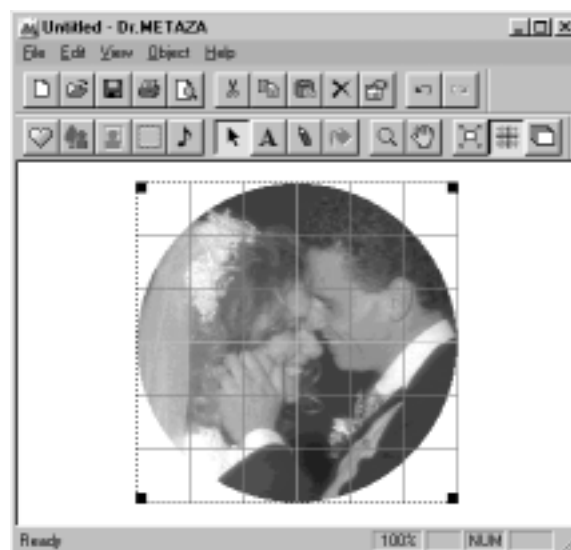 Untitled - Dr.METAZA
File Edit View Object Help
A
Ready 100% NUM